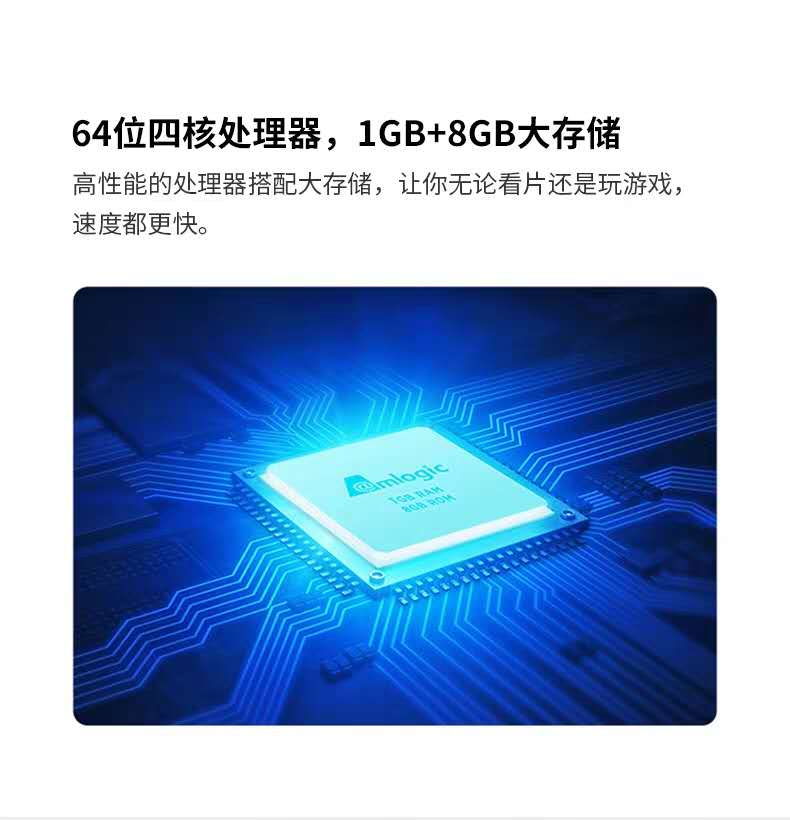 64位四核处理器，1GB+8GB大存储
高性能的处理器搭配大存储，让你无论看片还是玩游戏，
速度都更快。
Amlogic
1GB RAM
8GB ROM